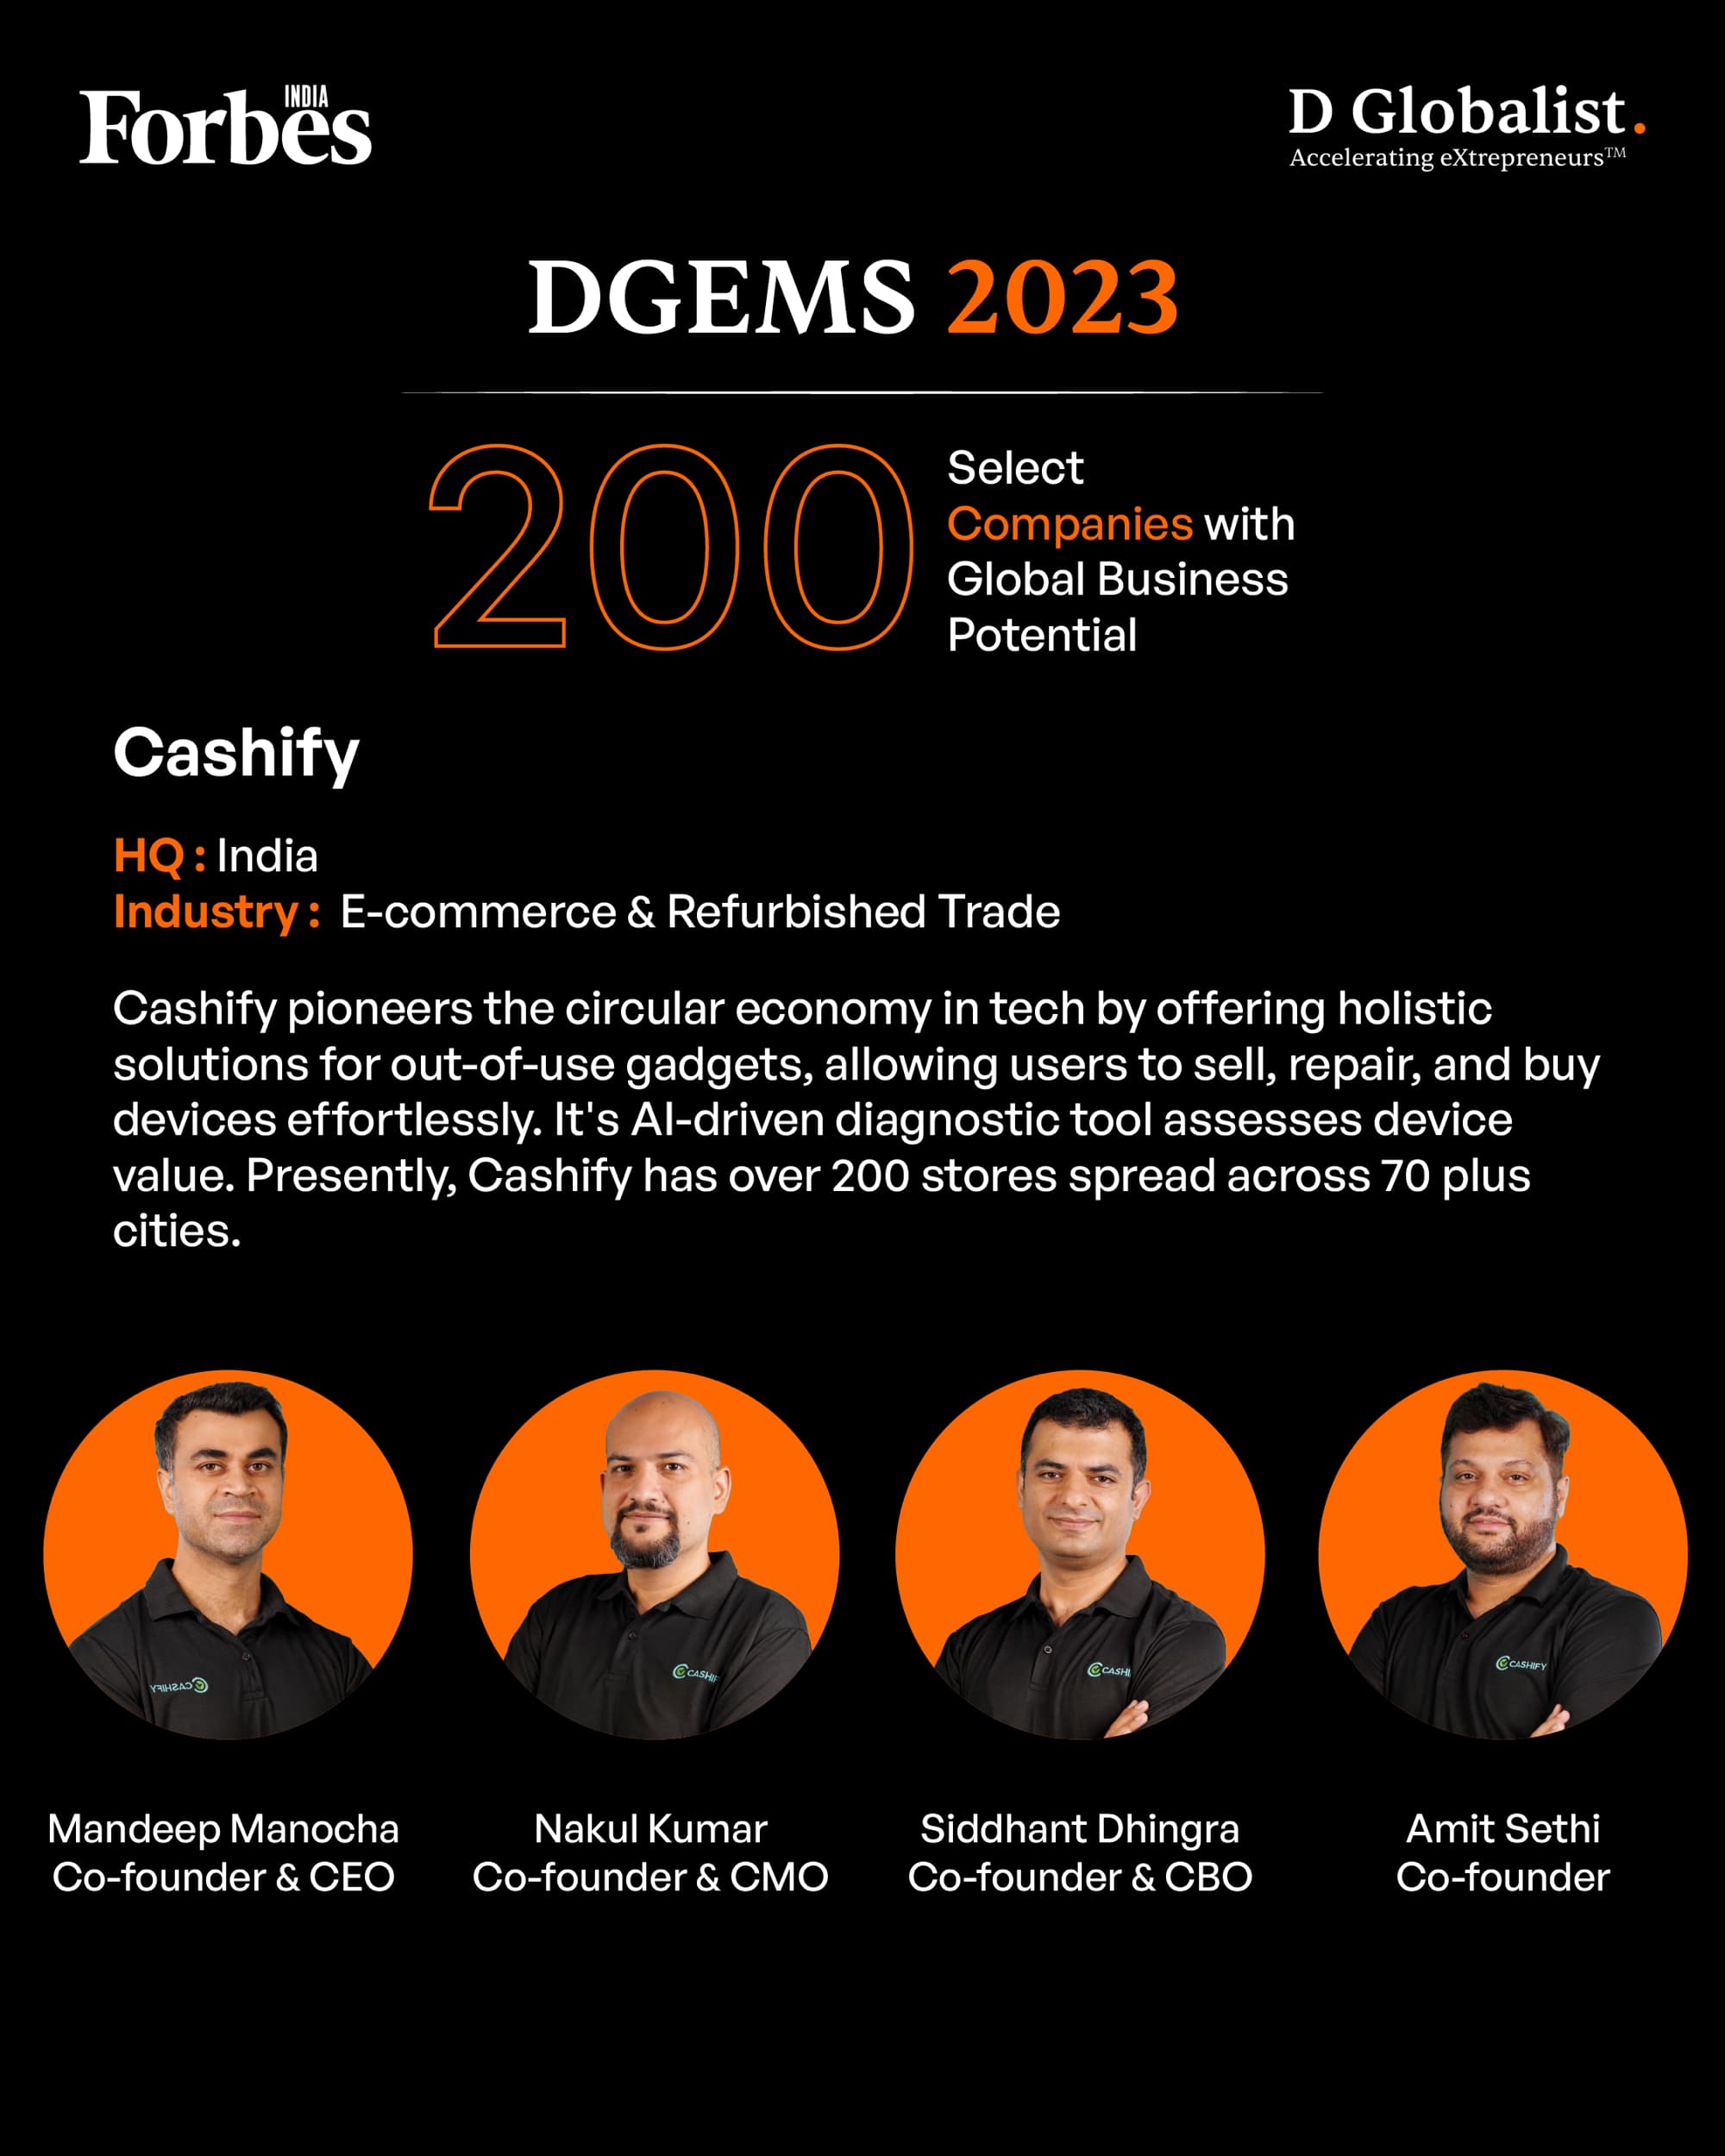 Forbes INDIA
D Globalist.
Accelerating eXtrepreneurs™
DGEMS 2023
200
Select
Companies with
Global Business
Potential
Cashify
HQ : India
Industry : E-commerce & Refurbished Trade
Cashify pioneers the circular economy in tech by offering holistic
solutions for out-of-use gadgets, allowing users to sell, repair, and buy
devices effortlessly. It's AI-driven diagnostic tool assesses device
value. Presently, Cashify has over 200 stores spread across 70 plus
cities.
CASHIFY
CASHIF
CASHI
CASHIFY
Mandeep Manocha
Co-founder & CEO
Nakul Kumar
Co-founder & CMO
Siddhant Dhingra
Co-founder & CBO
Amit Sethi
Co-founder